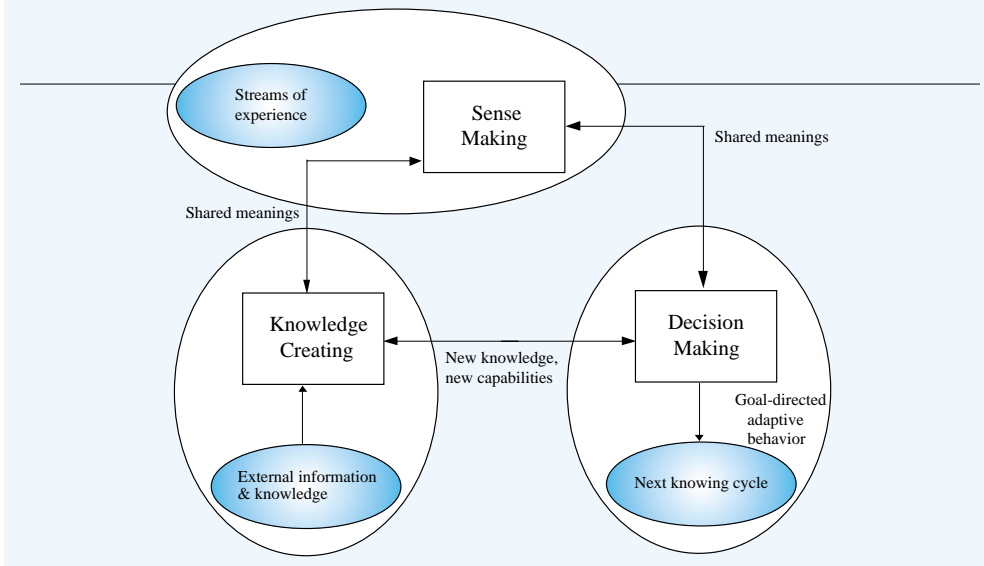 Streams of
experience
Sense
Making
Shared meanings
Shared meanings
Knowledge
Creating
Decision
Making
New knowledge,
new capabilities
Goal-directed
adaptive
behavior
External information
& knowledge
Next knowing cycle